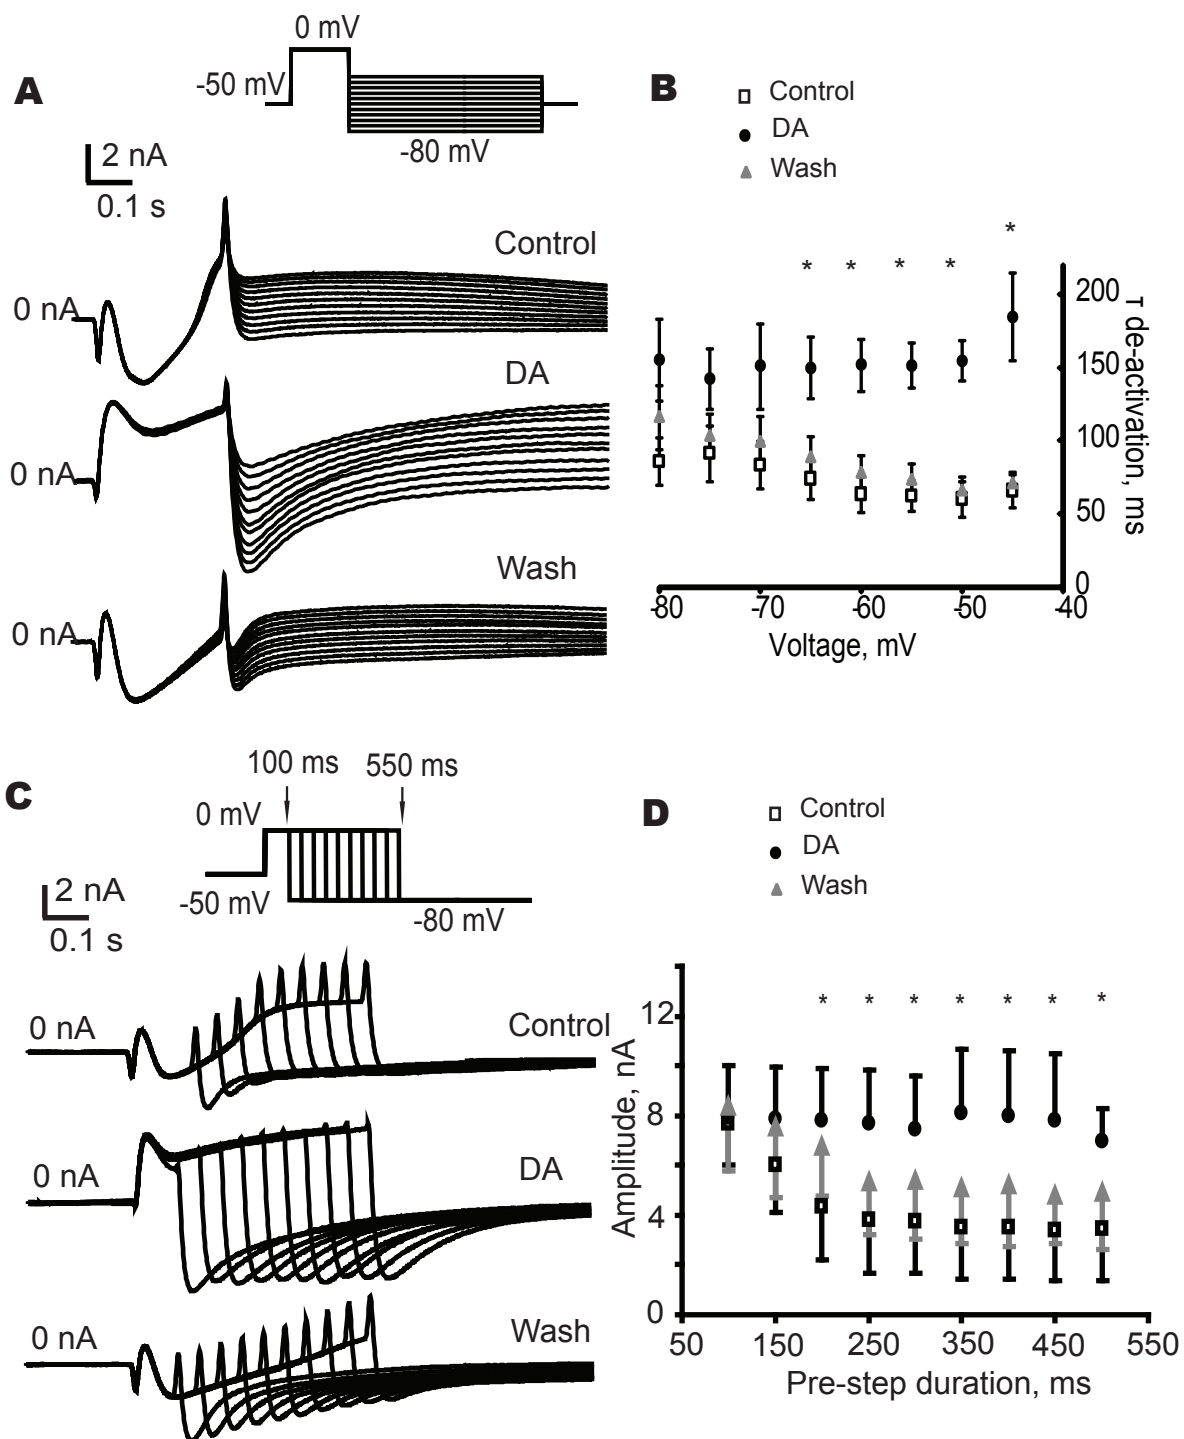 A
0 mV
-50 mV
-80 mV
2 nA
0.1 s
Control
0 nA
DA
0 nA
Wash
0 nA
B
Control
DA
Wash
* * * * *
200
150
100
50
0
τ de-activation, ms
-80 -70 -60 -50 -40
Voltage, mV
C
100 ms 550 ms
0 mV
-50 mV
-80 mV
2 nA
0.1 s
0 nA
Control
0 nA
DA
0 nA
Wash
D
Control
DA
Wash
* * * * * * *
12
8
4
0
Amplitude, nA
50 150 250 350 450 550
Pre-step duration, ms